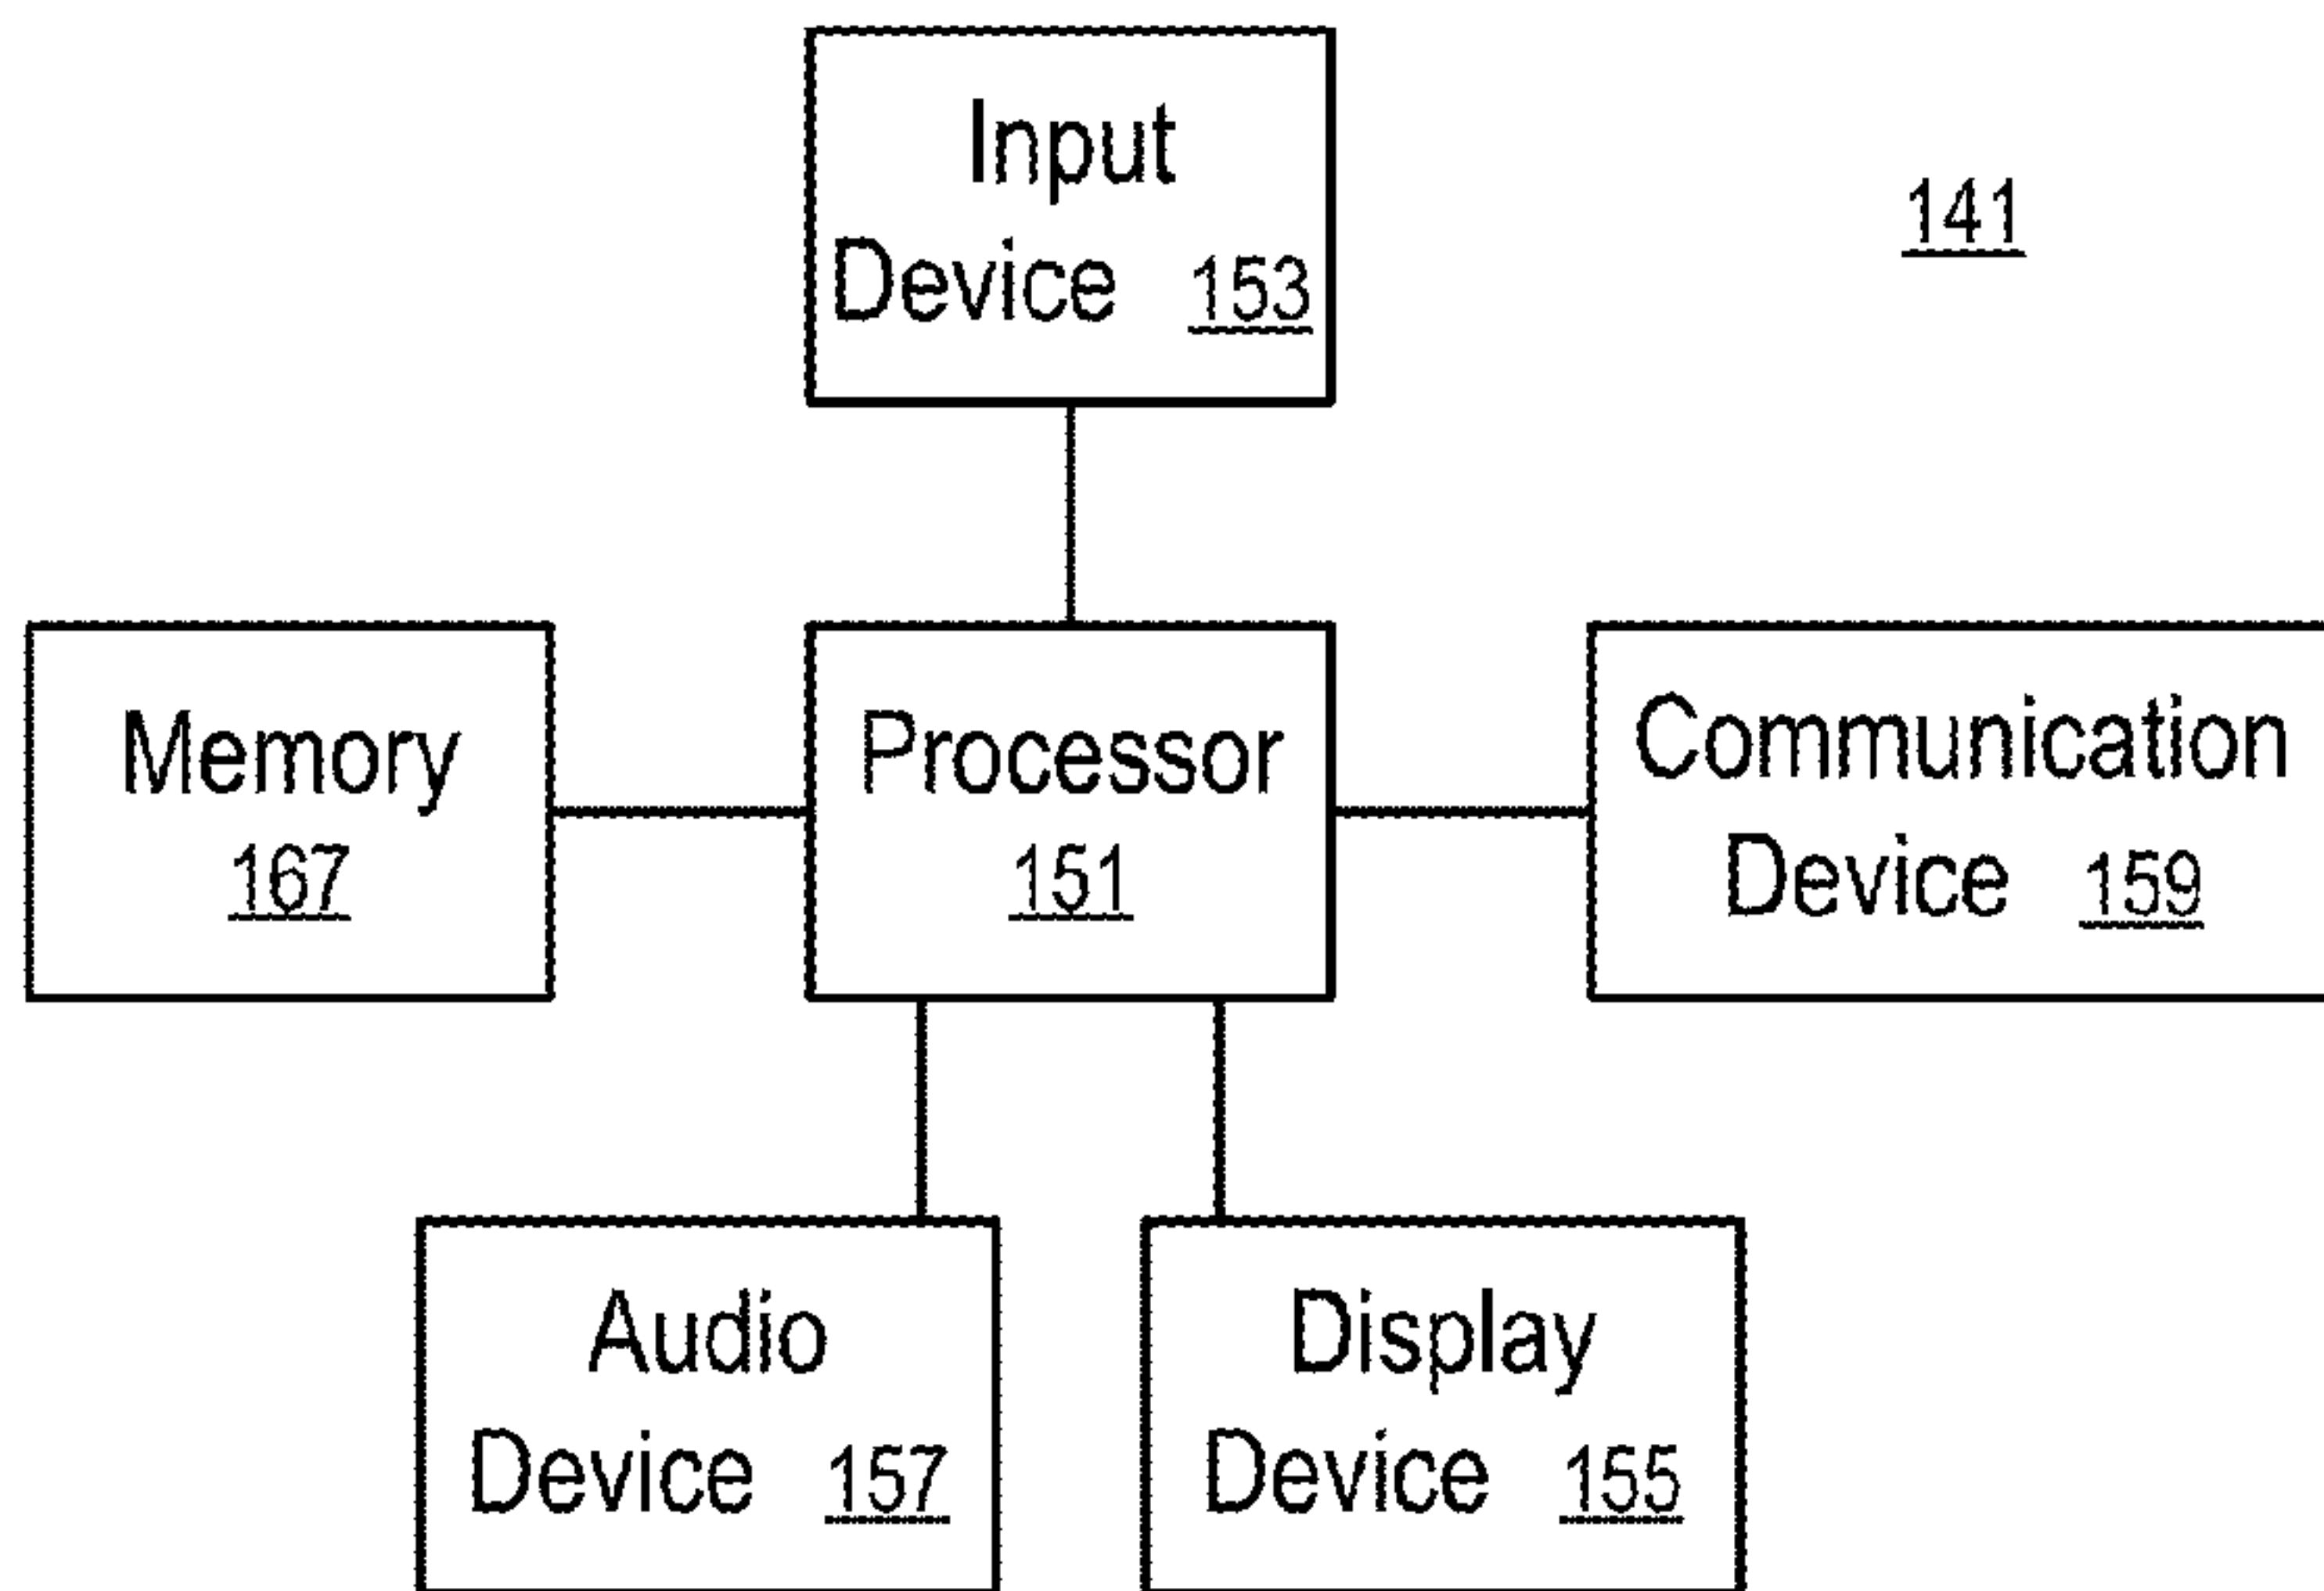 Input
Device 153
141
Memory
167
Processor
151
Communication
Device 159
Audio
Device 157
Display
Device 155